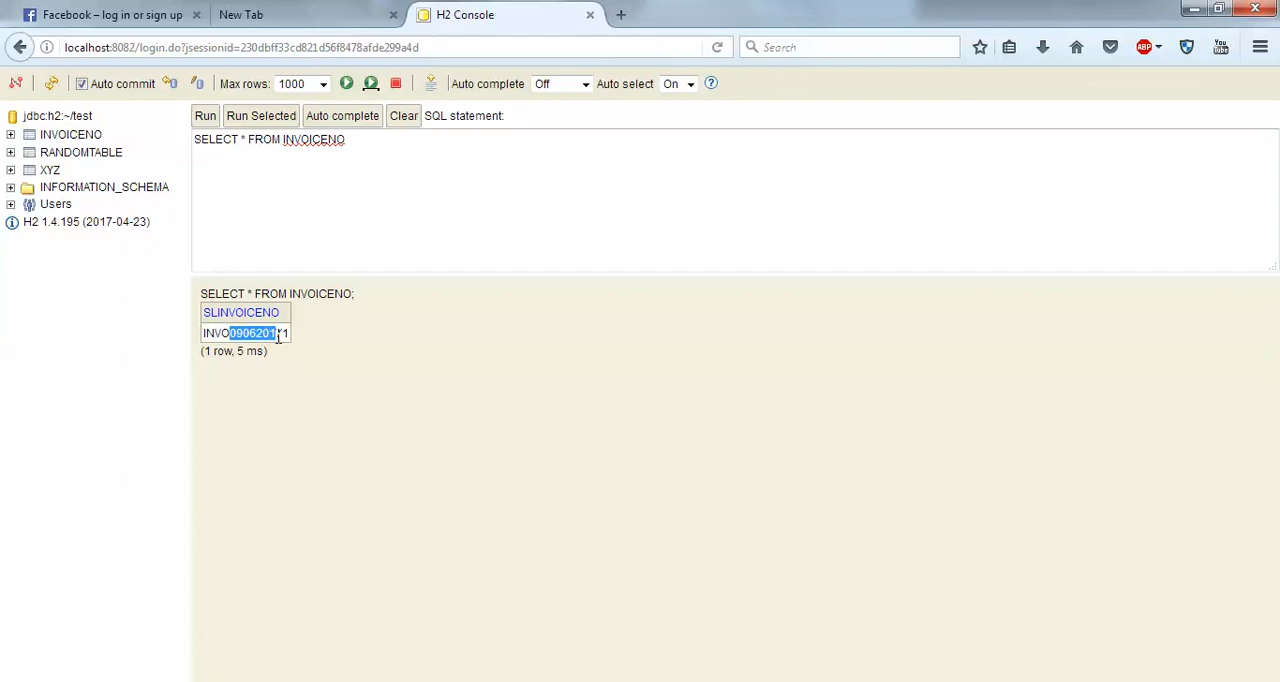 Facebook – log in or sign up
New Tab
H2 Console
localhost:8082/login.do?jsessionid=230dbff33cd821d56f8478afde299a4d
Search
ABP
You Tube
Auto commit
Max rows: 1000
Auto complete Off
Auto select On
jdbc:h2:~/test
INVOICENO
RANDOMTABLE
XYZ
INFORMATION_SCHEMA
Users
H2 1.4.195 (2017-04-23)
Run Run Selected Auto complete Clear SQL statement:
SELECT * FROM INVOICENO
SELECT * FROM INVOICENO;
SLINVOICENO
(1 row, 5 ms)